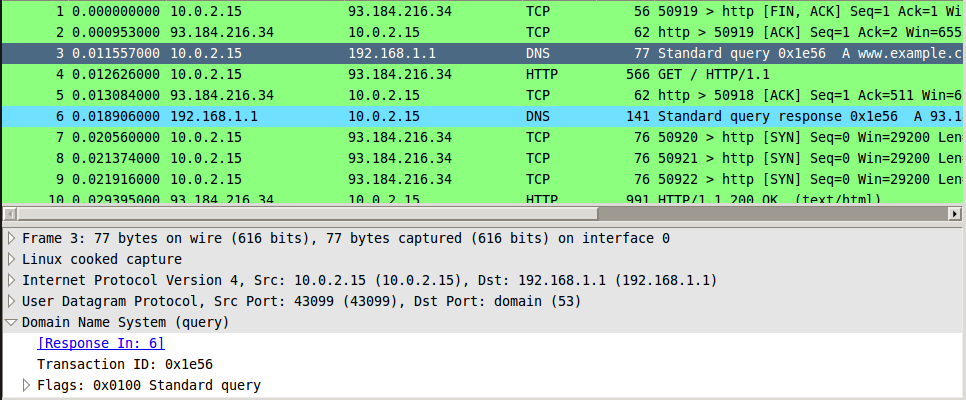 1 0.000000000 10.0.2.15 93.184.216.34 TCP 56 50919 > http [FIN, ACK] Seq=1 Ack=1 Wi
2 0.000953000 93.184.216.34 10.0.2.15 TCP 62 http > 50919 [ACK] Seq=1 Ack=2 Win=655
3 0.011557000 10.0.2.15 192.168.1.1 DNS 77 Standard query 0x1e56 A www.example.c
4 0.012626000 10.0.2.15 93.184.216.34 HTTP 566 GET / HTTP/1.1
5 0.013084000 93.184.216.34 10.0.2.15 TCP 62 http > 50918 [ACK] Seq=1 Ack=511 Win=6
6 0.018906000 192.168.1.1 10.0.2.15 DNS 141 Standard query response 0x1e56 A 93.1
7 0.020560000 10.0.2.15 93.184.216.34 TCP 76 50920 > http [SYN] Seq=0 Win=29200 Len
8 0.021374000 10.0.2.15 93.184.216.34 TCP 76 50921 > http [SYN] Seq=0 Win=29200 Len
9 0.021916000 10.0.2.15 93.184.216.34 TCP 76 50922 > http [SYN] Seq=0 Win=29200 Len
10 0.029395000 93.184.216.34 10.0.2.15 HTTP 991 HTTP/1.1 200 OK (text/html)
Frame 3: 77 bytes on wire (616 bits), 77 bytes captured (616 bits) on interface 0
Linux cooked capture
Internet Protocol Version 4, Src: 10.0.2.15 (10.0.2.15), Dst: 192.168.1.1 (192.168.1.1)
User Datagram Protocol, Src Port: 43099 (43099), Dst Port: domain (53)
Domain Name System (query)
[Response In: 6]
Transaction ID: 0x1e56
Flags: 0x0100 Standard query